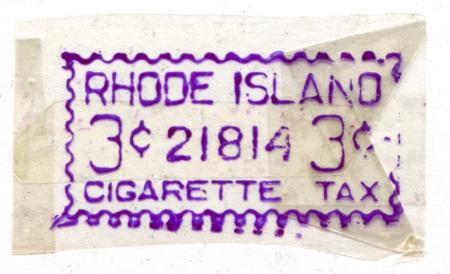 RHODE ISLAND
3¢ 21814 3¢
CIGARETTE TAX